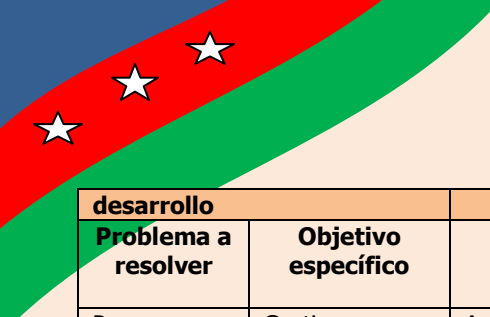 desarrollo
Problema a
resolver
Objetivo
específico